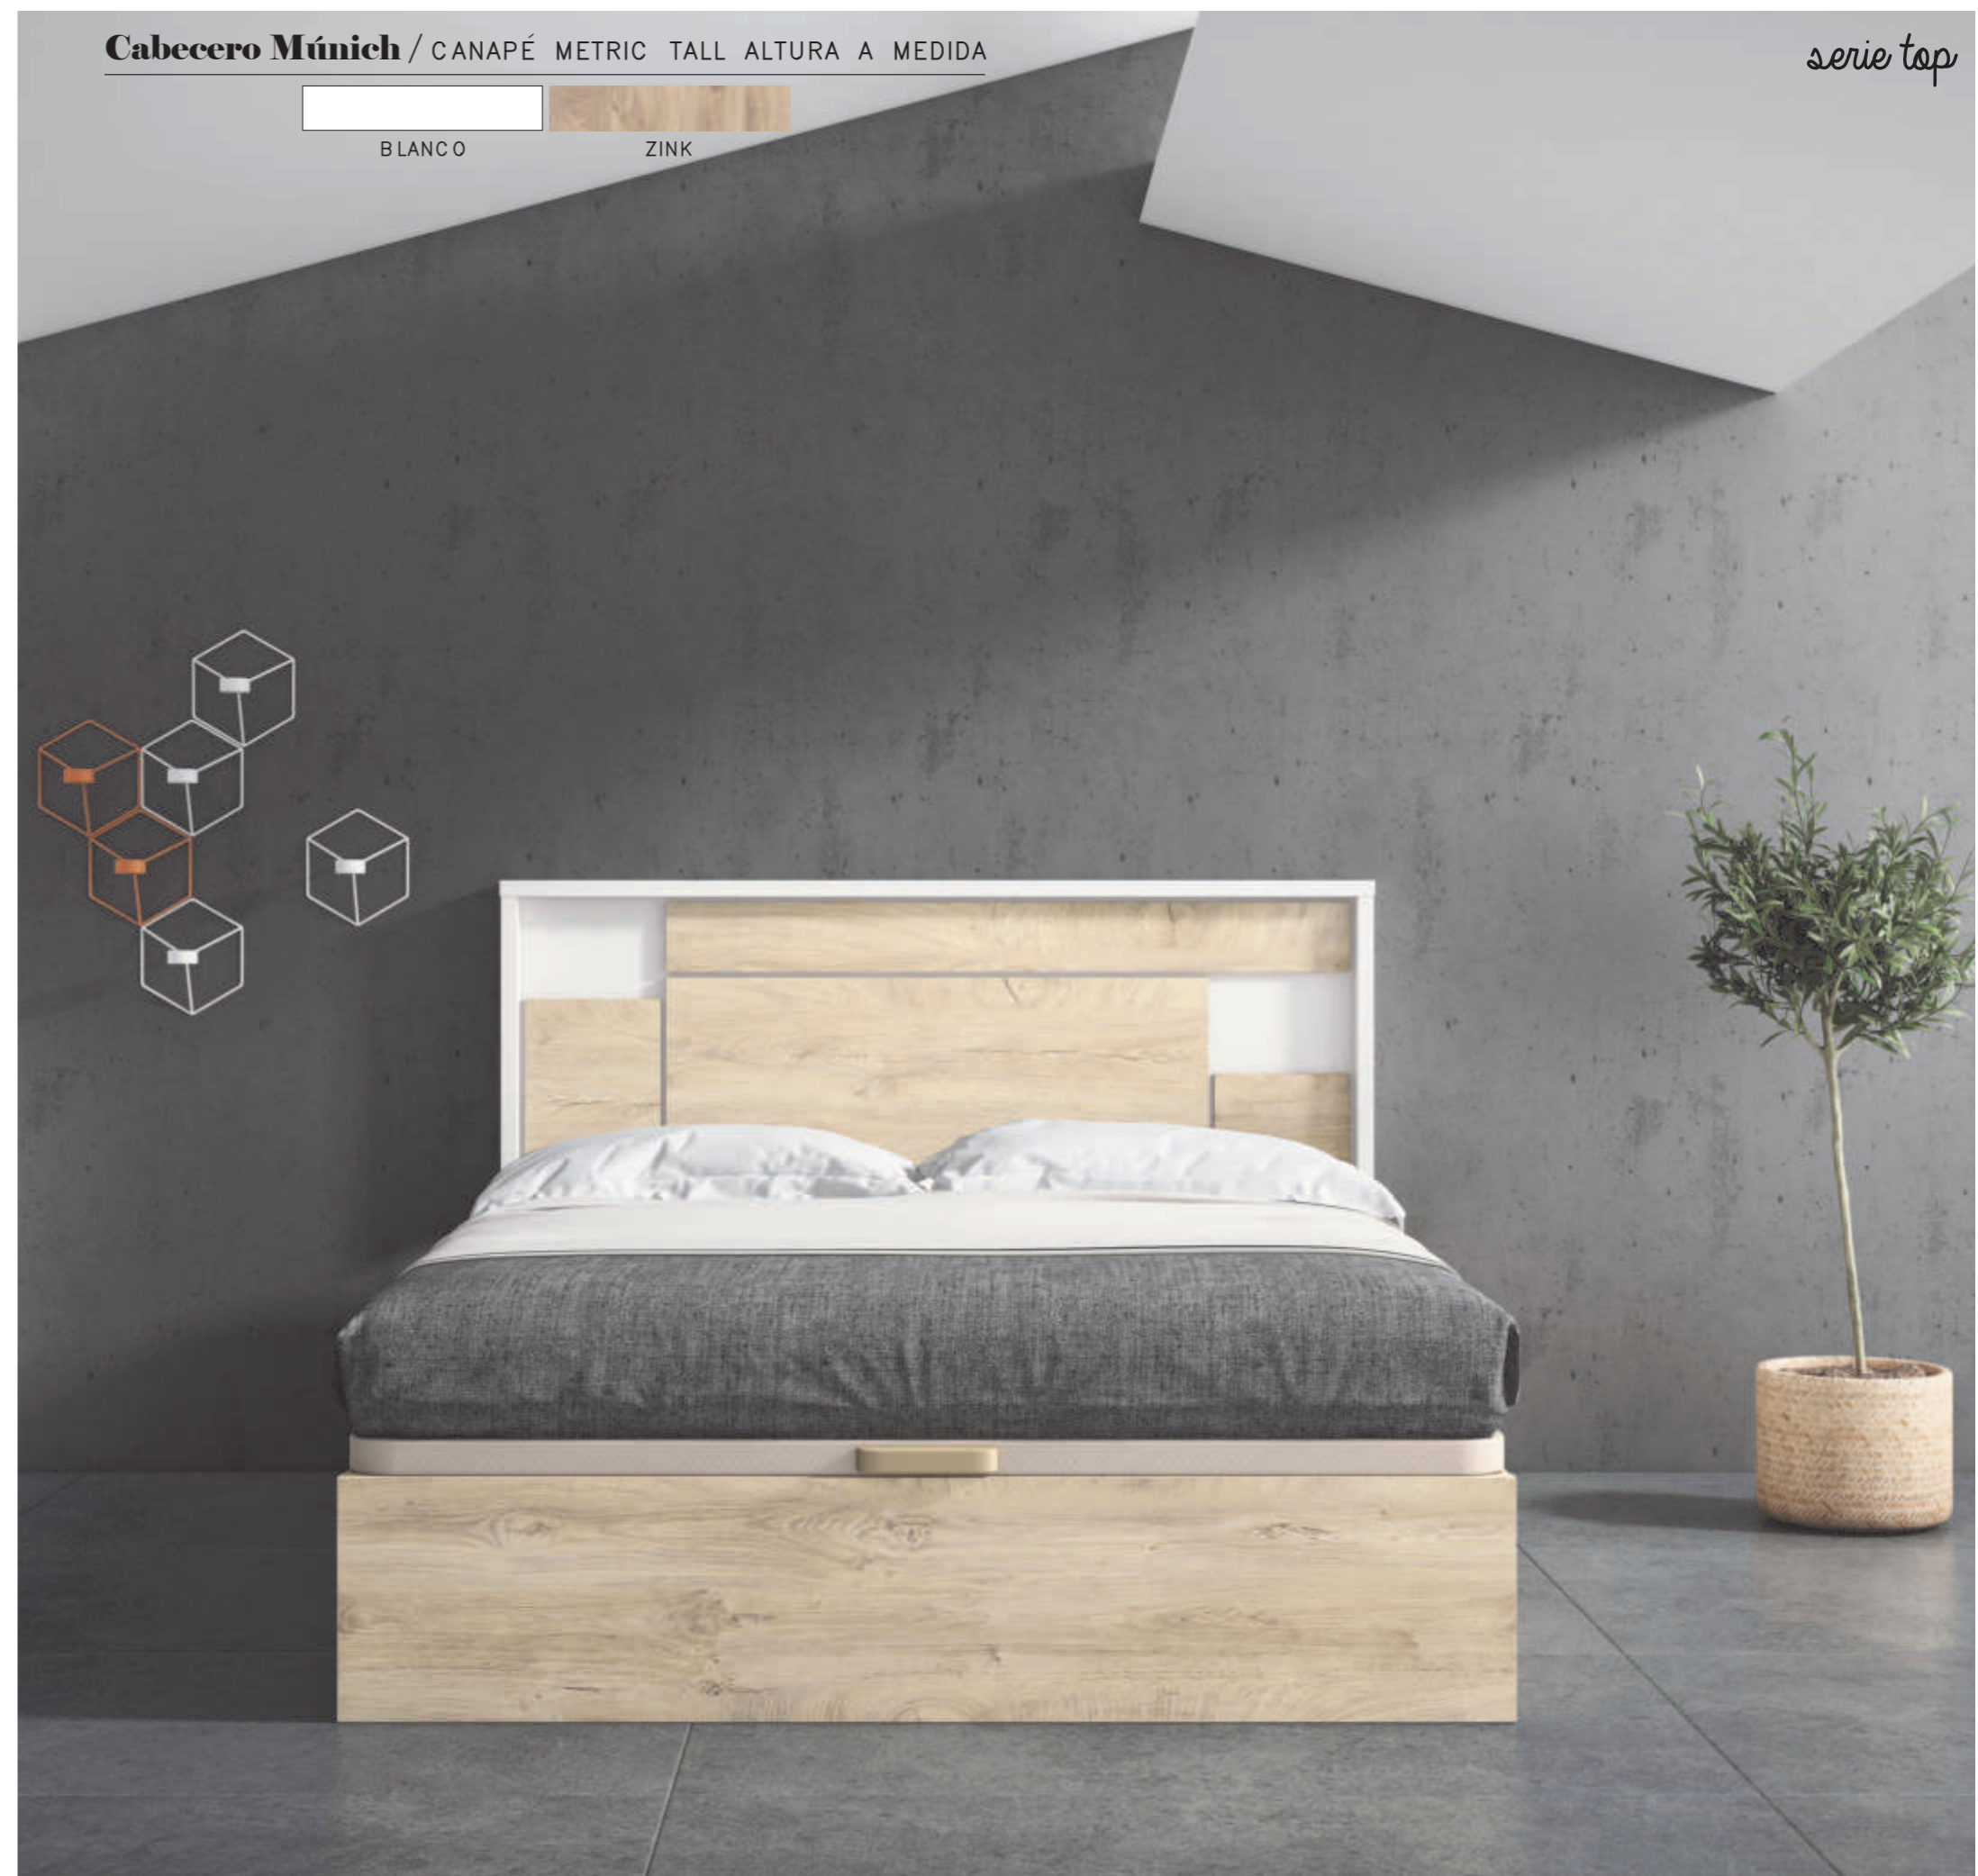 Cabecero Múnich / CANAPÉ METRIC TALL ALTURA A MEDIDA
serie top
BLANCO
ZINK